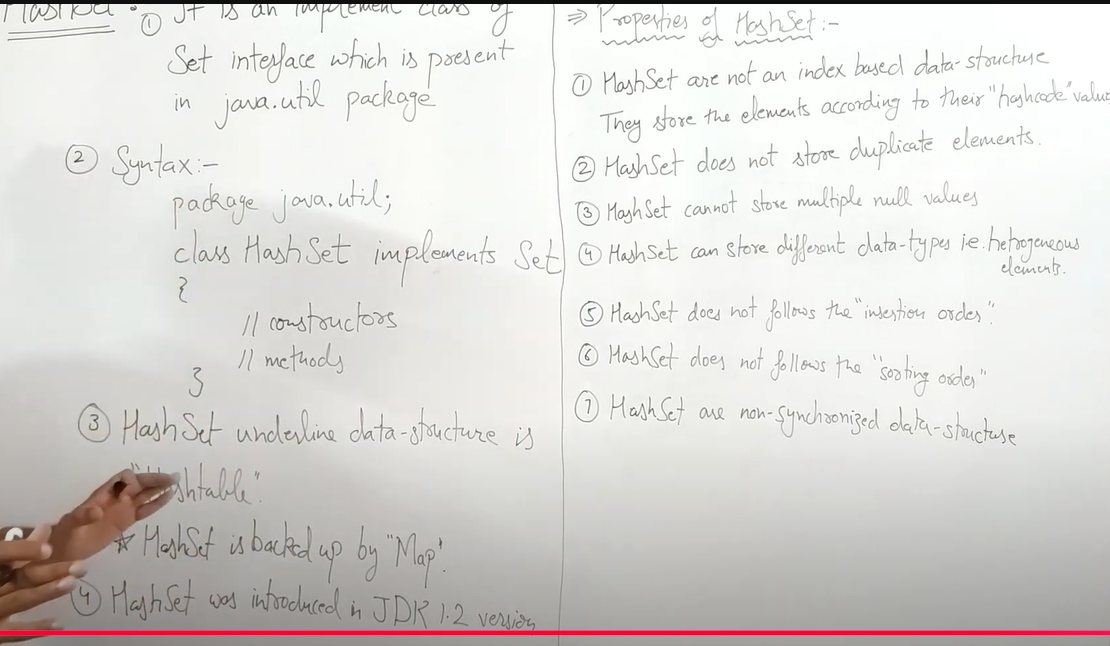 HashSet :- ① It is an implement class of
Set interface which is present
in java.util package
② Syntax:-
package java.util;
class HashSet implements Set
{
// constructors
// methods
}
③ HashSet underline data-structure is
"Hashtable".
★ HashSet is backed up by "Map".
④ HashSet was introduced in JDK 1.2 version
⇒ Properties of HashSet:-
① HashSet are not an index based data-structure
They store the elements according to their "hashcode" value
② HashSet does not store duplicate elements.
③ HashSet cannot store multiple null values
④ HashSet can store different data-types i.e. hetrogeneous
elements.
⑤ HashSet does not follows the "insertion order".
⑥ HashSet does not follows the "sorting order"
⑦ HashSet are non-synchronized data-structure